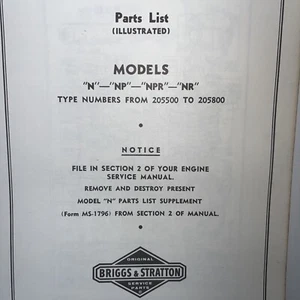 Parts List
(ILLUSTRATED)
MODELS
"N"—"NP"—"NPR"—"NR"
TYPE NUMBERS FROM 205500 TO 205800
NOTICE
FILE IN SECTION 2 OF YOUR ENGINE
SERVICE MANUAL.
REMOVE AND DESTROY PRESENT
MODEL "N" PARTS LIST SUPPLEMENT
(Form MS-1796) FROM SECTION 2 OF MANUAL.
ORIGINAL
BRIGGS & STRATTON
SERVICE
PARTS